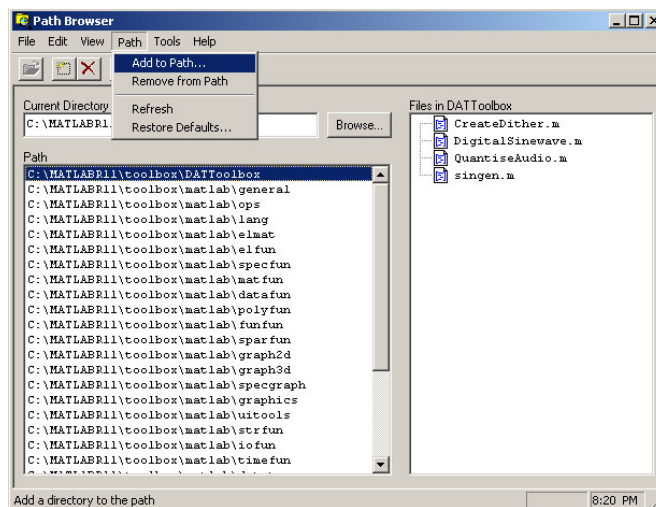 Path Browser
File Edit View Path Tools Help
Add to Path...
Remove from Path
Refresh
Restore Defaults...
Current Directory
Browse...
Path
C:\MATLABR11\toolbox\DATToolbox
C:\MATLABR11\toolbox\matlab\general
C:\MATLABR11\toolbox\matlab\ops
C:\MATLABR11\toolbox\matlab\lang
C:\MATLABR11\toolbox\matlab\elmat
C:\MATLABR11\toolbox\matlab\elfun
C:\MATLABR11\toolbox\matlab\specfun
C:\MATLABR11\toolbox\matlab\matfun
C:\MATLABR11\toolbox\matlab\datafun
C:\MATLABR11\toolbox\matlab\polyfun
C:\MATLABR11\toolbox\matlab\funfun
C:\MATLABR11\toolbox\matlab\sparfun
C:\MATLABR11\toolbox\matlab\graph2d
C:\MATLABR11\toolbox\matlab\graph3d
C:\MATLABR11\toolbox\matlab\specgraph
C:\MATLABR11\toolbox\matlab\graphics
C:\MATLABR11\toolbox\matlab\uitools
C:\MATLABR11\toolbox\matlab\strfun
C:\MATLABR11\toolbox\matlab\iofun
C:\MATLABR11\toolbox\matlab\timefun
Files in DATToolbox
CreateDither.m
DigitalSinewave.m
QuantiseAudio.m
singen.m
Add a directory to the path
8:20 PM